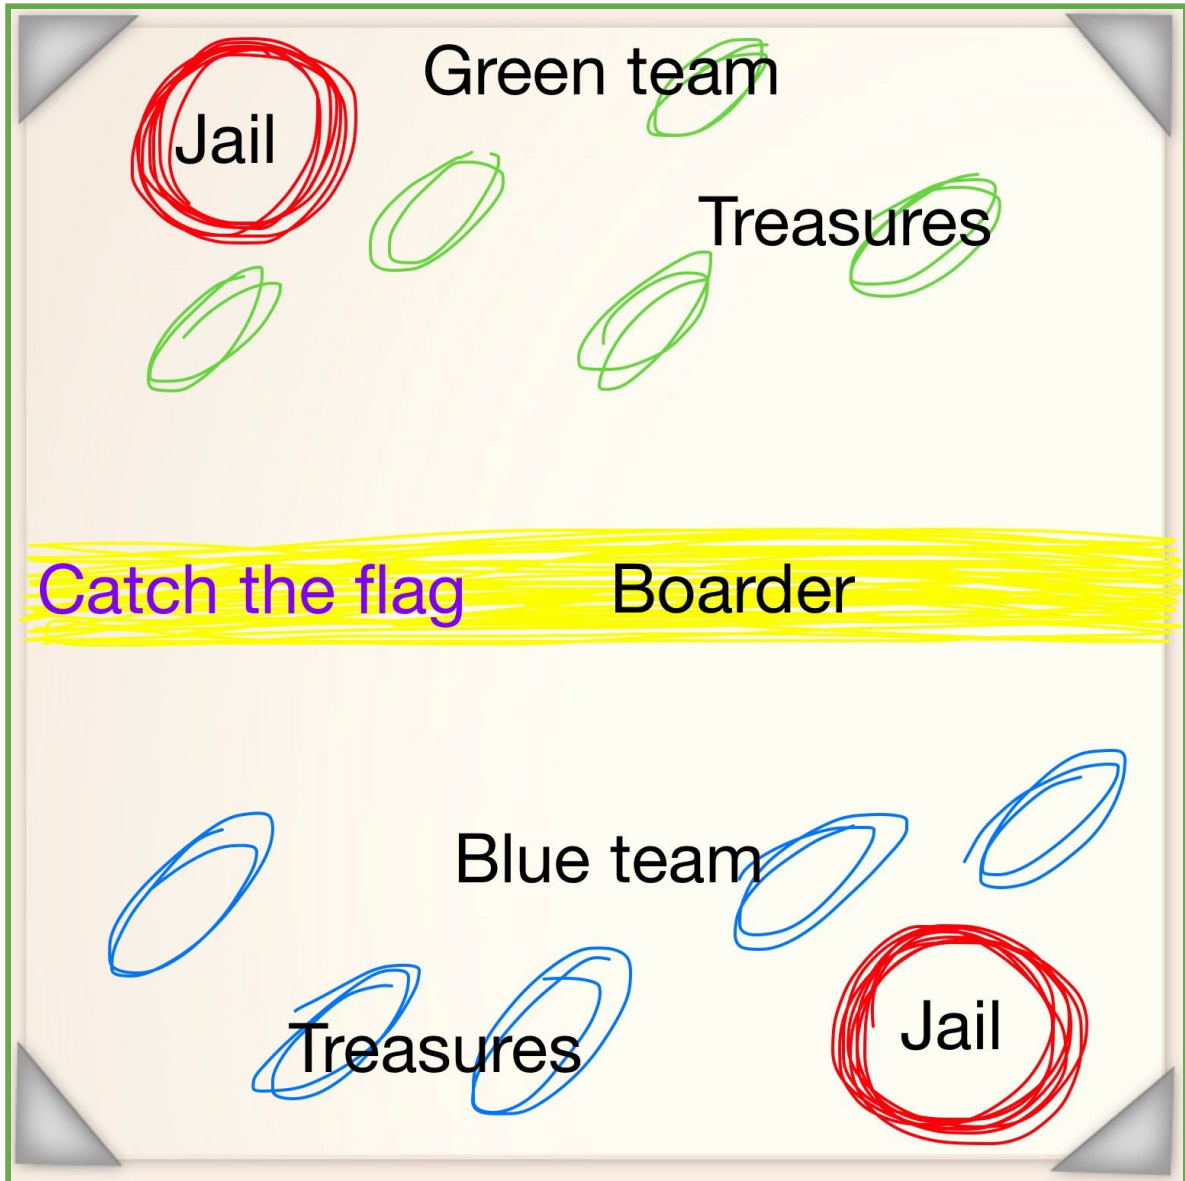 Green team
Jail
Treasures
Catch the flag
Boarder
Blue team
Treasures
Jail